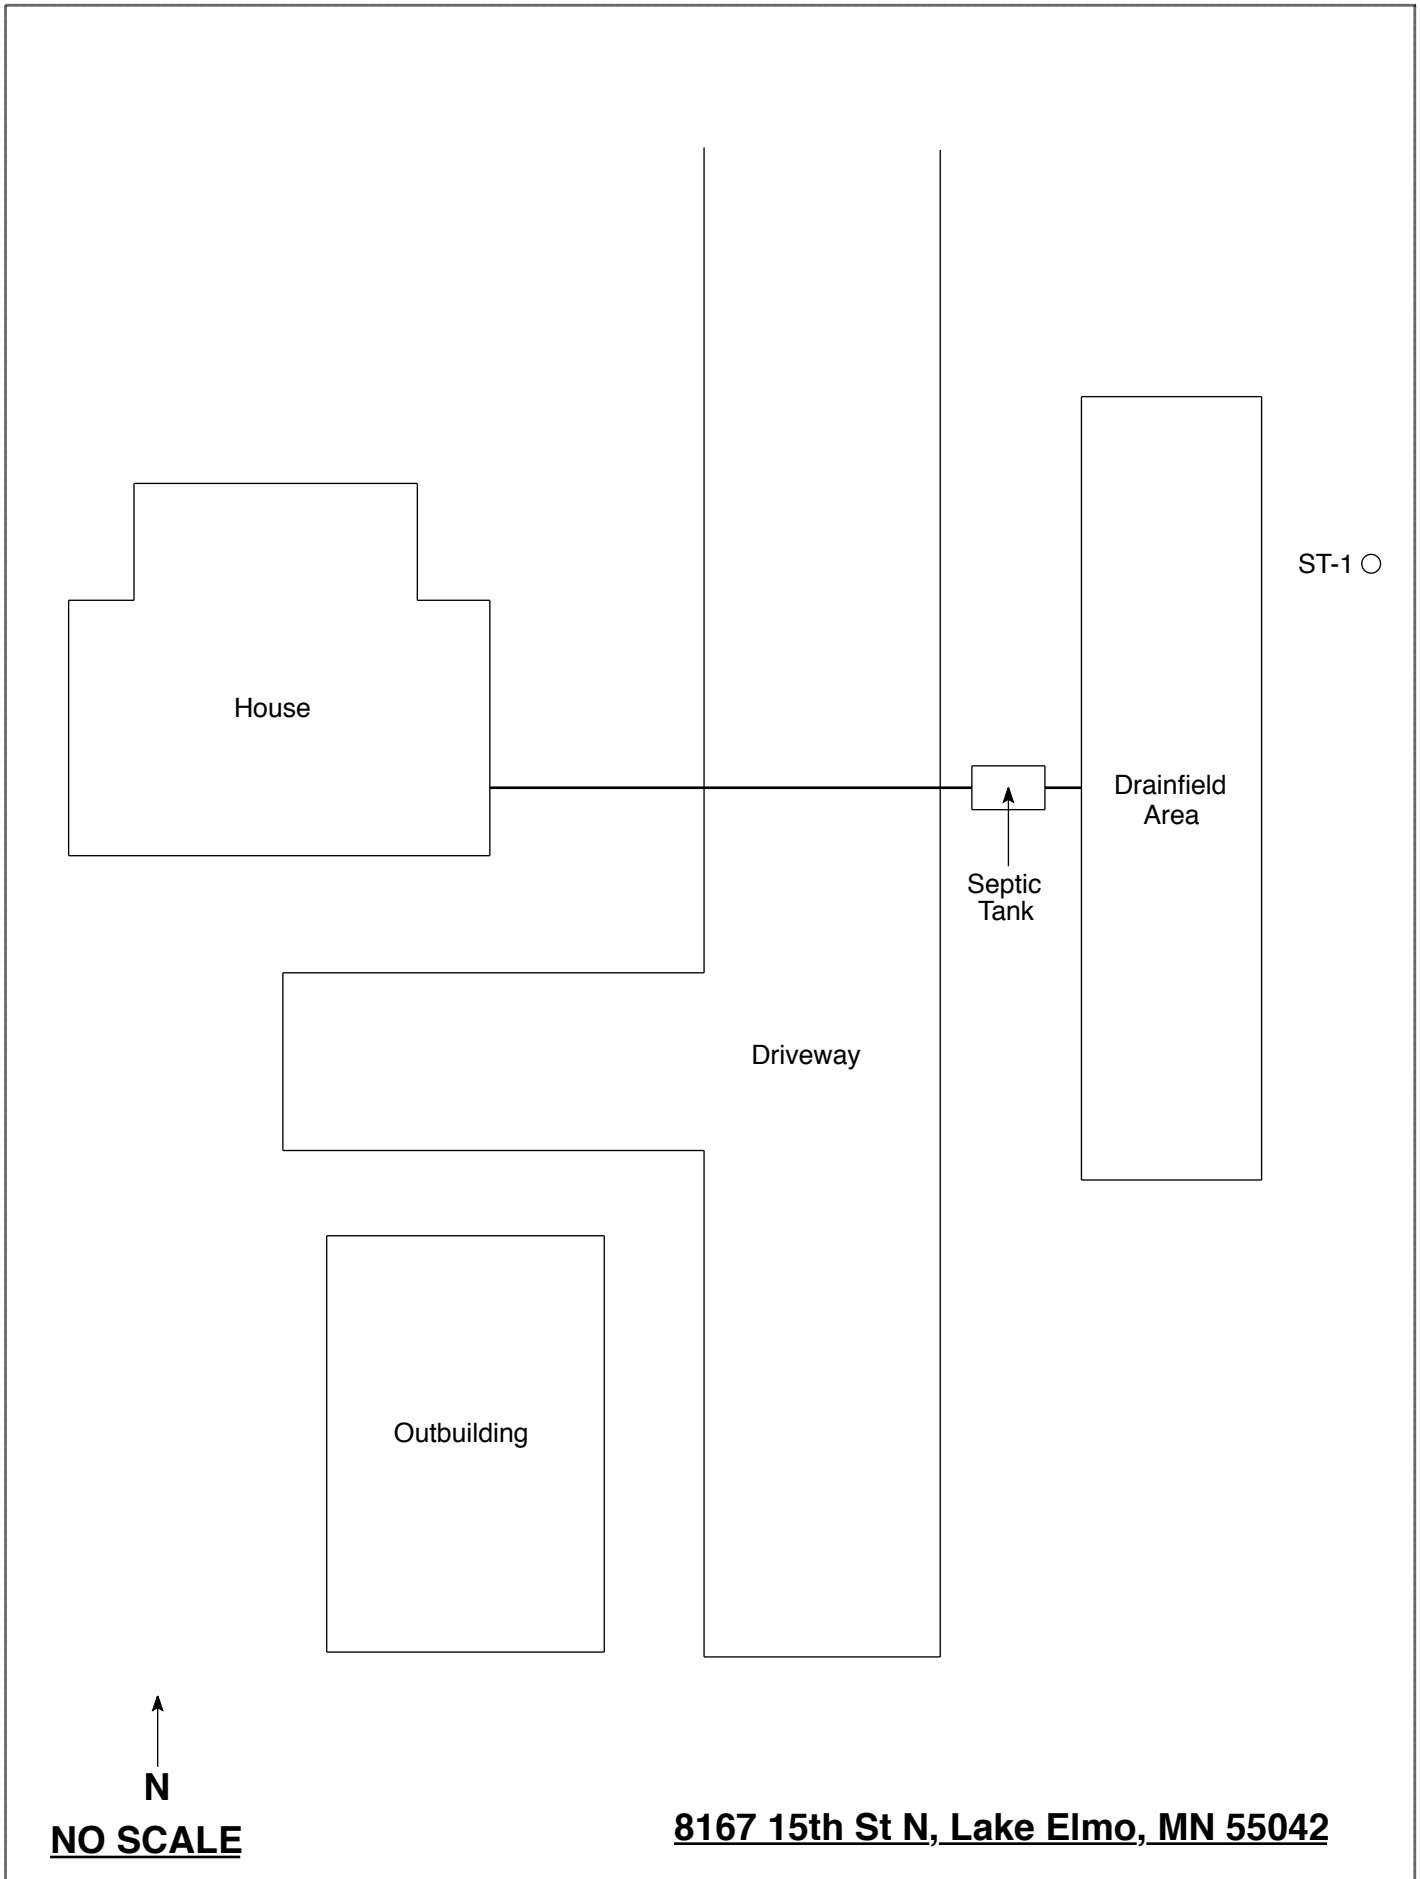 ST-1
House
Drainfield
Area
Septic
Tank
Driveway
Outbuilding
N
NO SCALE
8167 15th St N, Lake Elmo, MN 55042